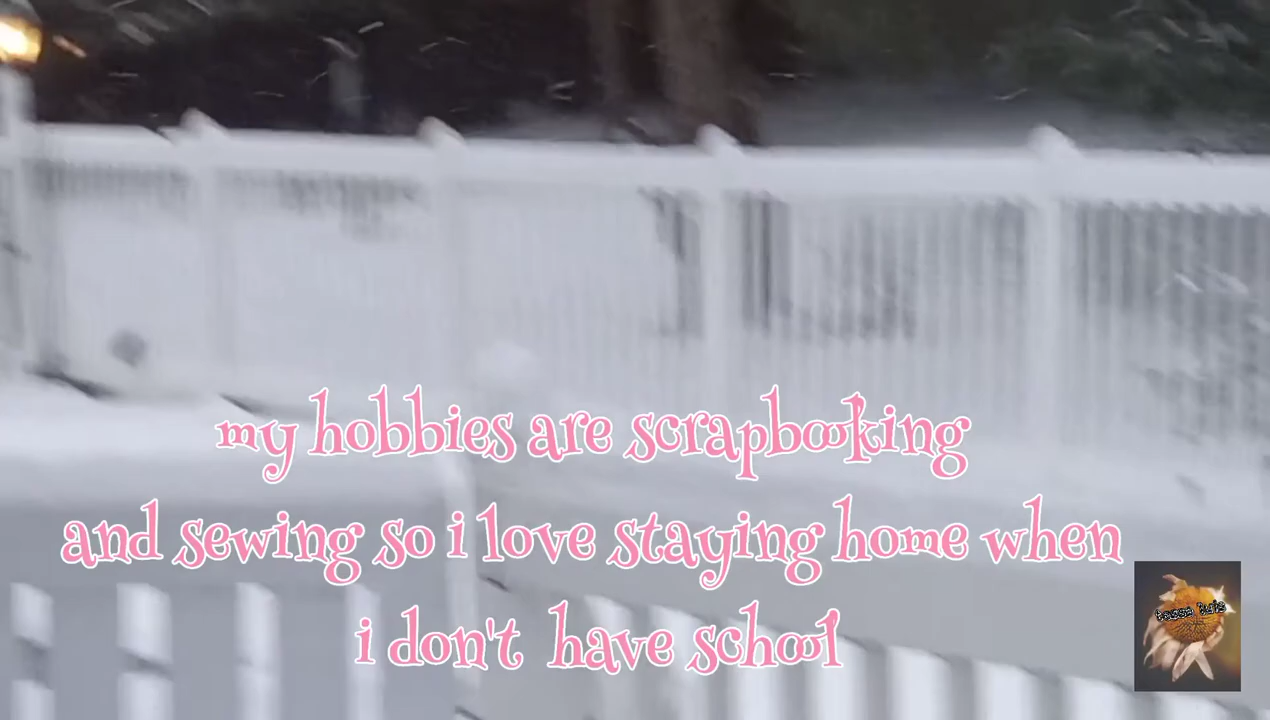 my hobbies are scrapbooking
and sewing so i love staying home when
i don't have school